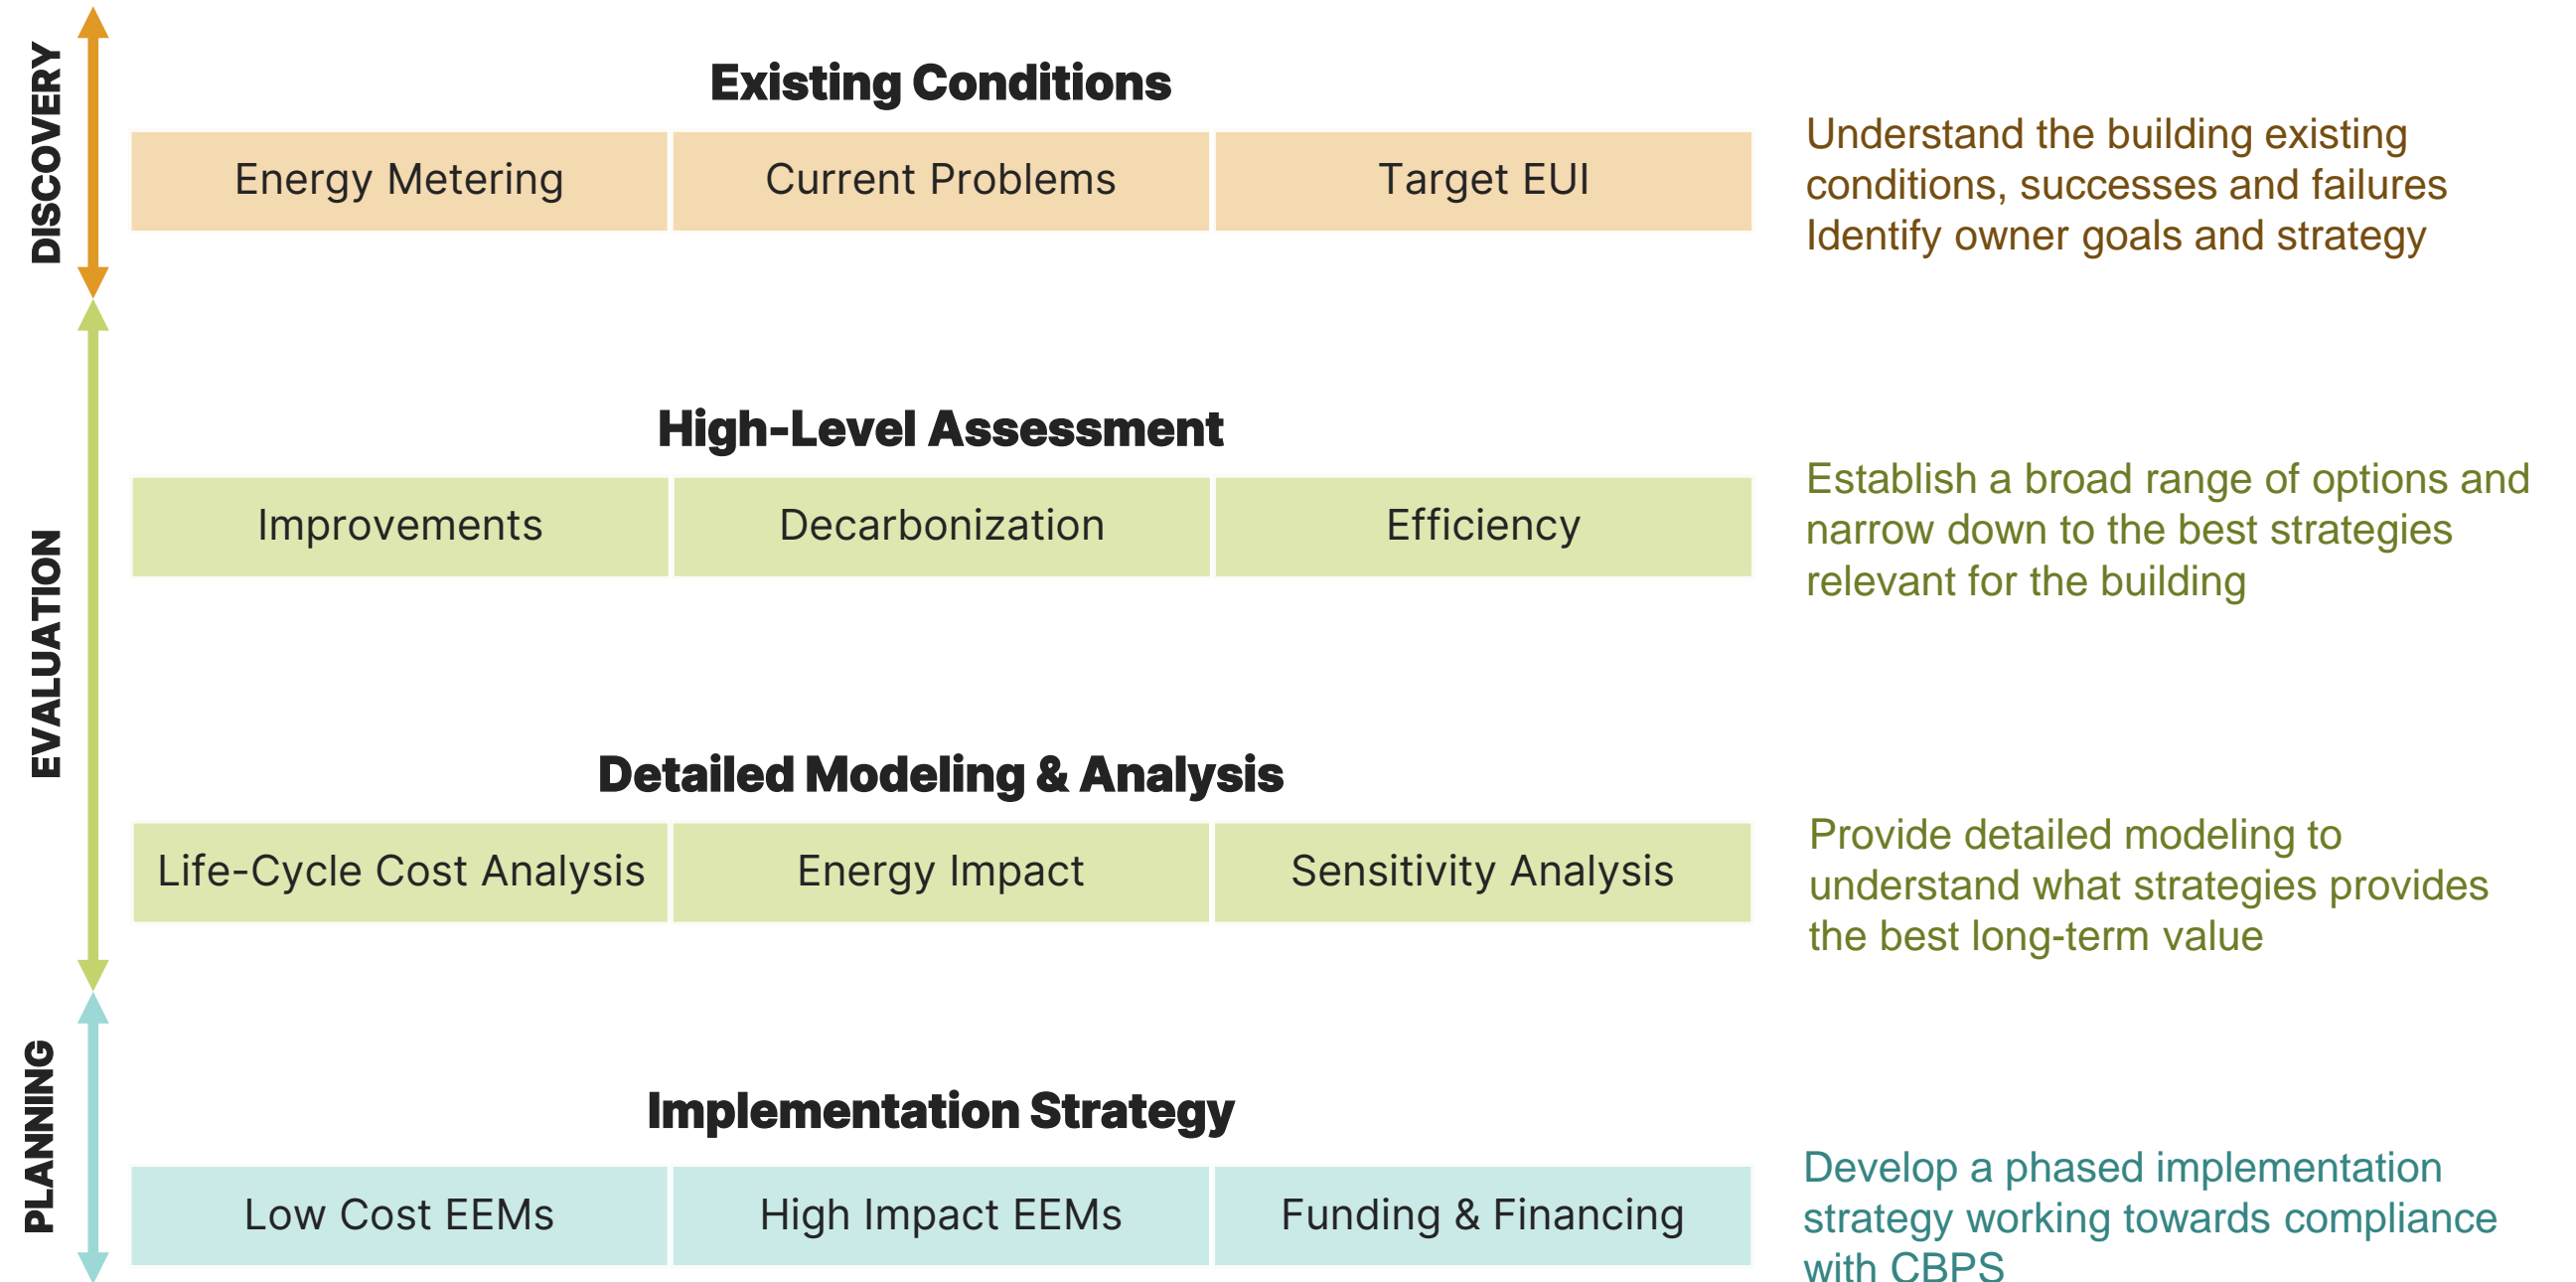 DISCOVERY
Existing Conditions
Energy Metering
Current Problems
Target EUI
Understand the building existing
conditions, successes and failures
Identify owner goals and strategy
EVALUATION
High-Level Assessment
Improvements
Decarbonization
Efficiency
Establish a broad range of options and
narrow down to the best strategies
relevant for the building
Detailed Modeling & Analysis
Life-Cycle Cost Analysis
Energy Impact
Sensitivity Analysis
Provide detailed modeling to
understand what strategies provides
the best long-term value
PLANNING
Implementation Strategy
Low Cost EEMs
High Impact EEMs
Funding & Financing
Develop a phased implementation
strategy working towards compliance
with CBPS